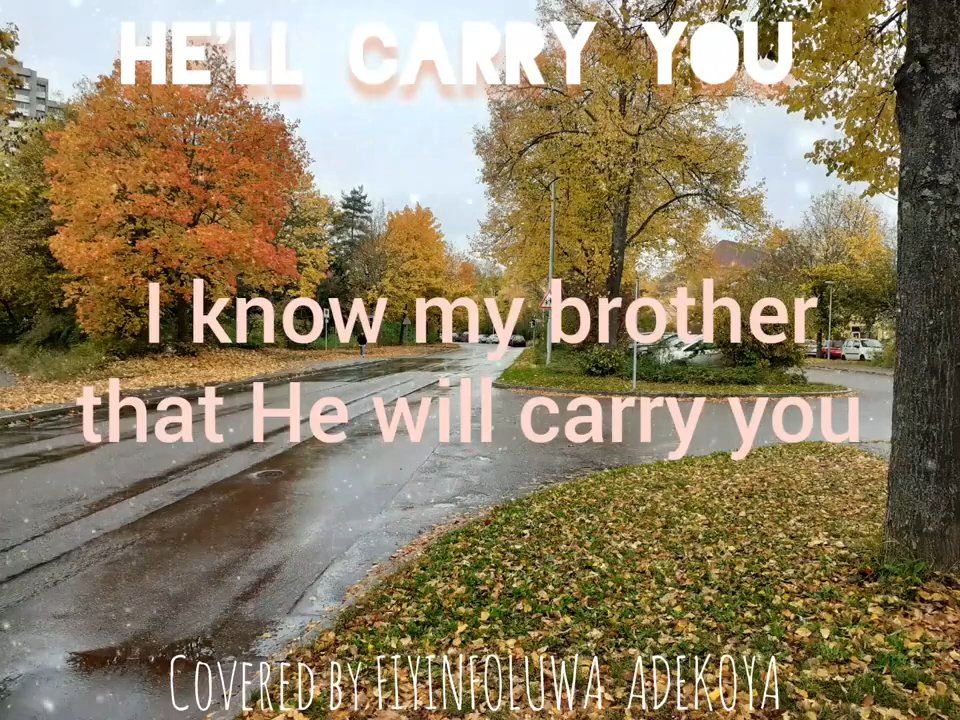 HE'LL CARRY YOU
I know my brother
that He will carry you
COVERED BY FIYINFOLUWA ADEKOYA